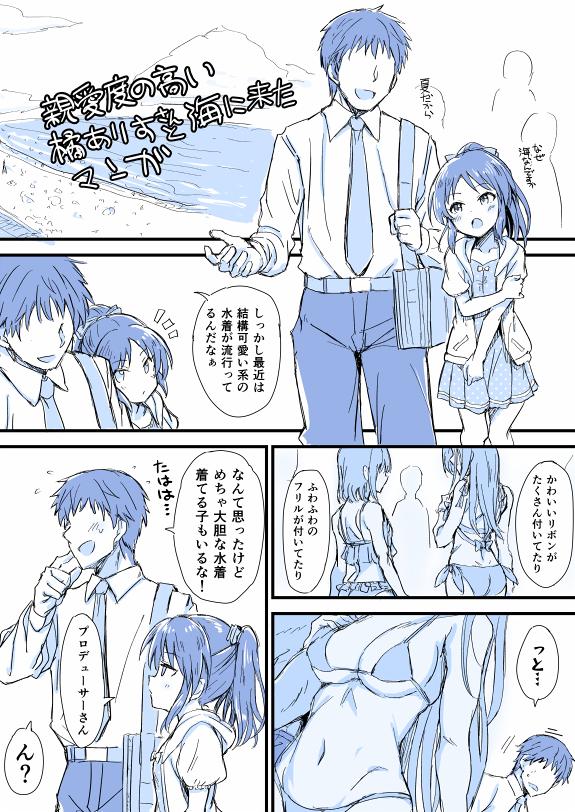 親愛度の高い
橘ありすさんと海に来た
マンガ
夏だから
なぜ
海なんですか
しっかし最近は
結構可愛い系の
水着が流行って
るんだなぁ
かわいいリボンが
たくさん付いてたり
ふわふわの
フリルが付いてたり
っと…
なんて思ったけど
めちゃ大胆な水着
着てる子もいるな！
たはは…
プロデューサーさん
ん？